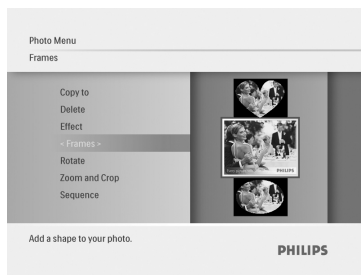 Photo Menu
Frames
Copy to
Delete
Effect
< Frames >
Rotate
Zoom and Crop
Sequence
PHILIPS
Add a shape to your photo.
PHILIPS